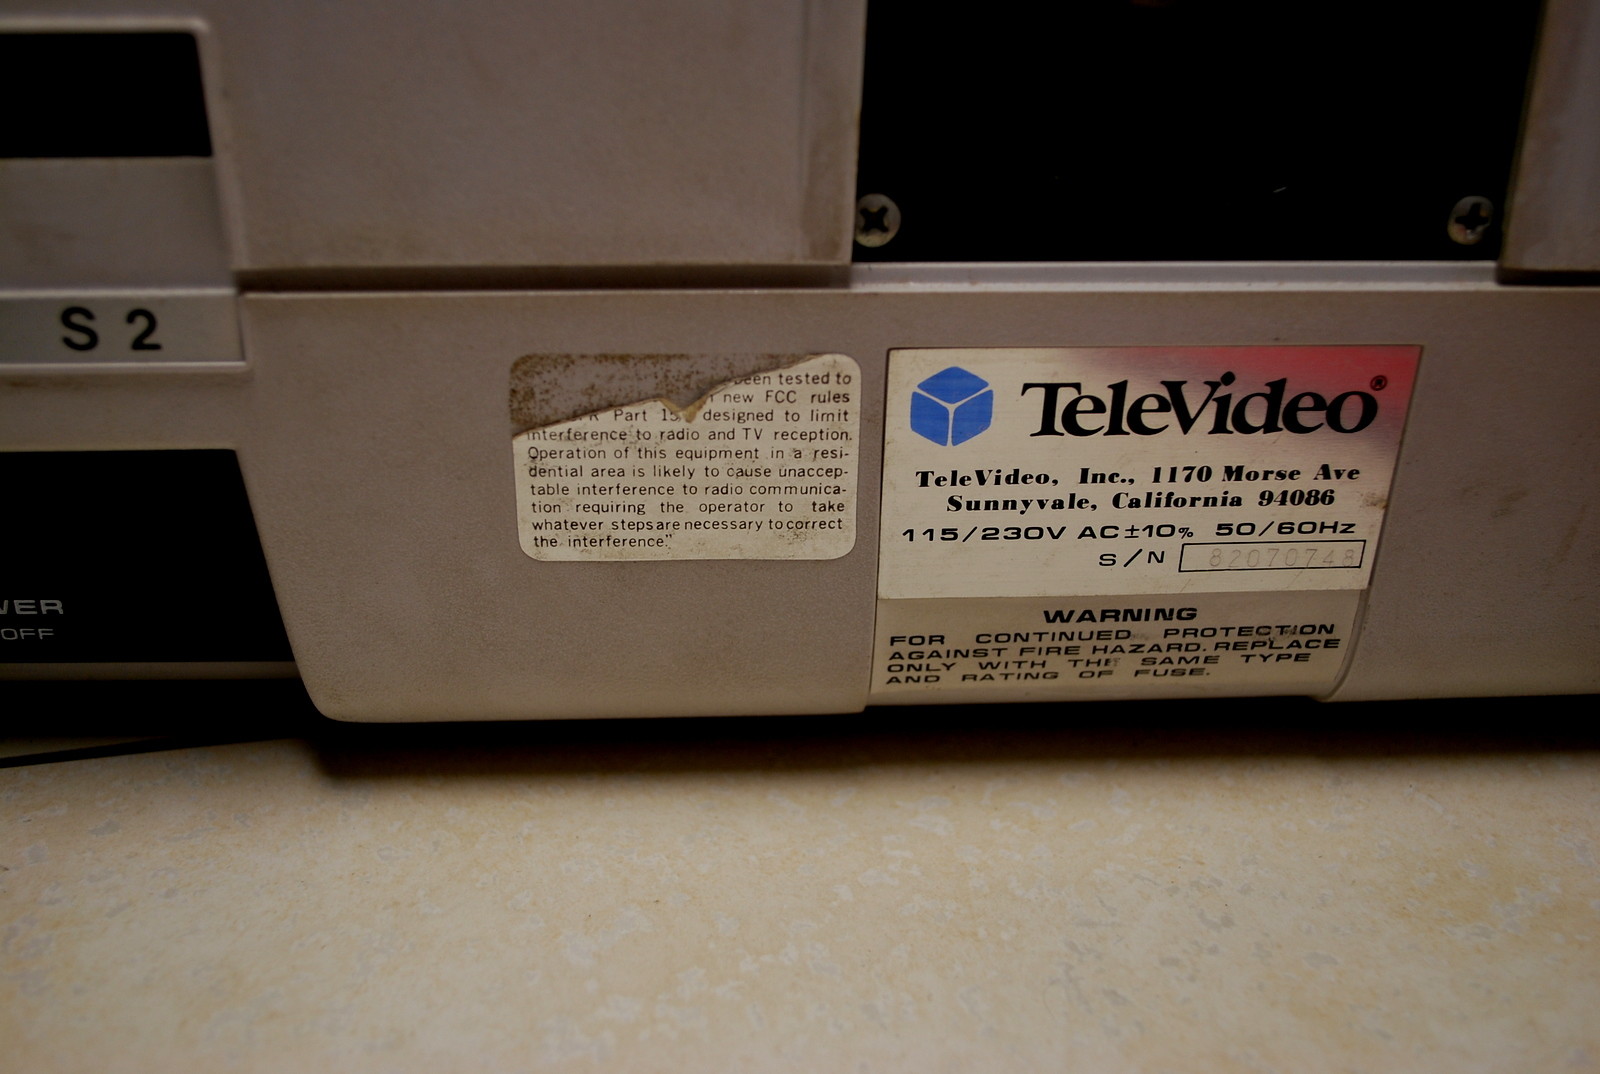 S 2
been tested to
new FCC rules
Part 15, designed to limit
interference to radio and TV reception.
Operation of this equipment in a resi-
dential area is likely to cause unaccep-
table interference to radio communica-
tion requiring the operator to take
whatever steps are necessary to correct
the interference."
TeleVideo®
TeleVideo, Inc., 1170 Morse Ave
Sunnyvale, California 94086
115/230V AC±10% 50/60Hz
S/N 82070748
WARNING
FOR CONTINUED PROTECTION
AGAINST FIRE HAZARD. REPLACE
ONLY WITH THE SAME TYPE
AND RATING OF FUSE.
WER
OFF